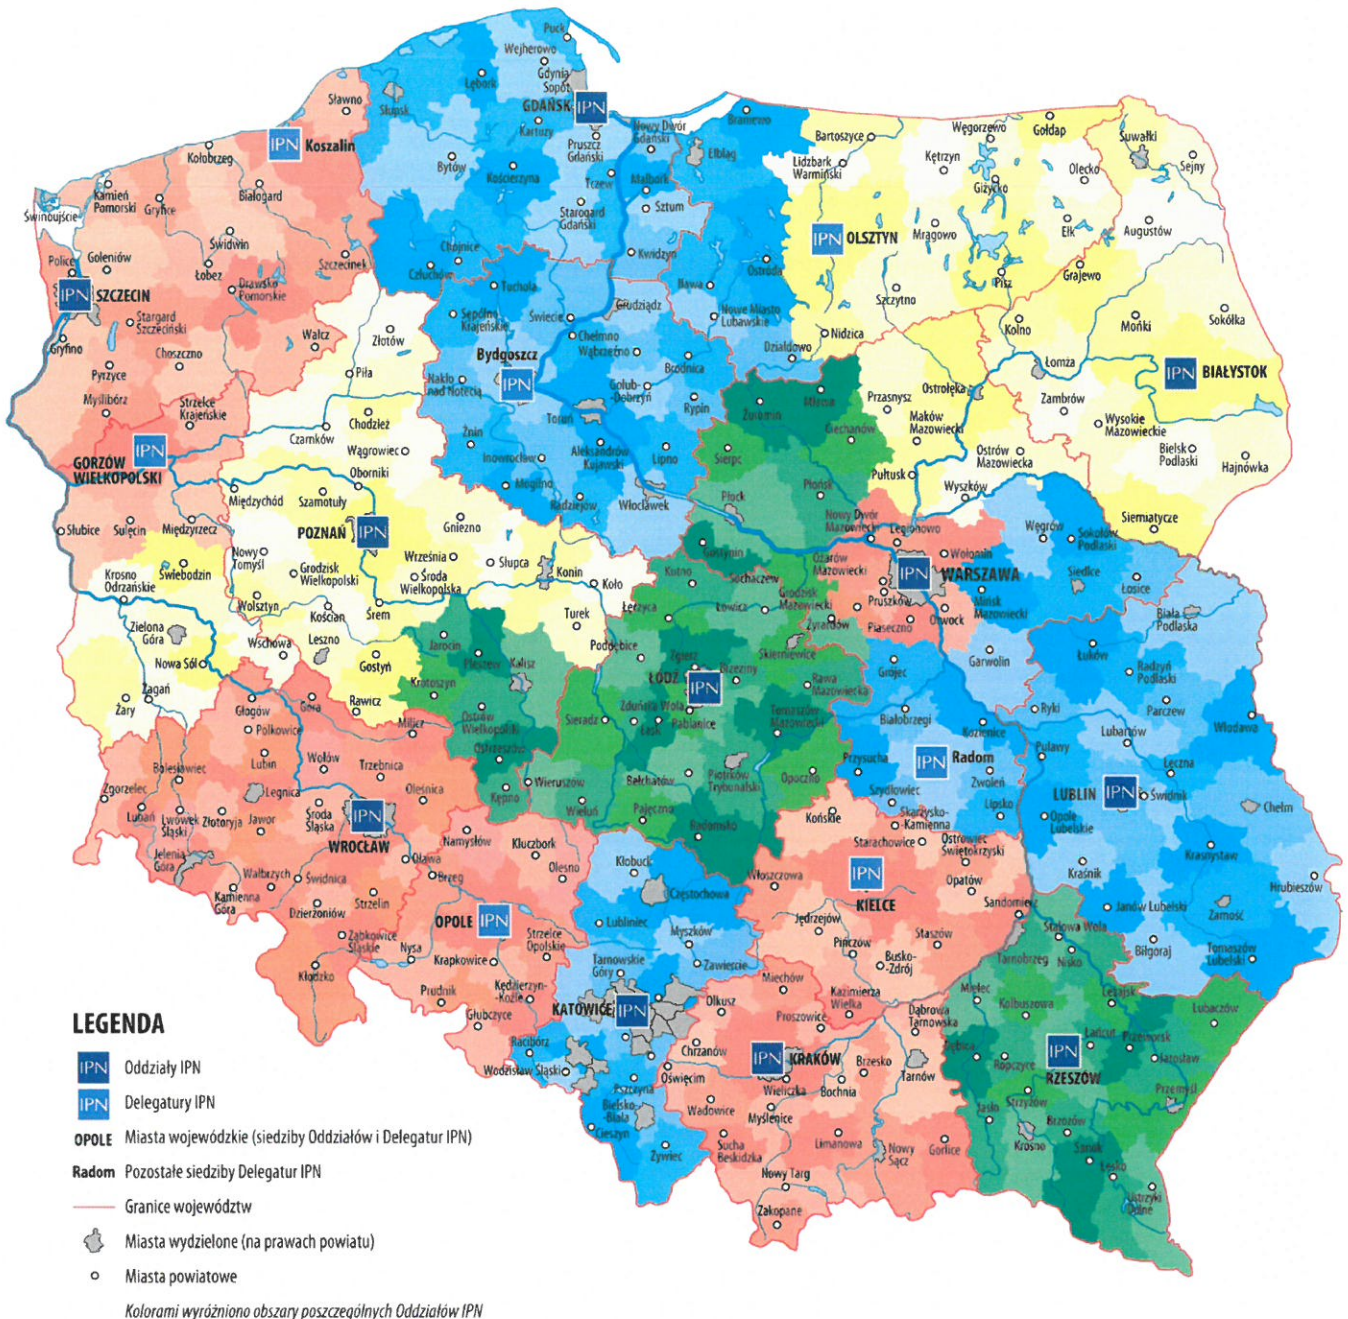 Puck
Wejherowo
Gdynia
Sopot
Lębork
Słupsk
Sławno
GDAŃSK
IPN
Kartuzy
Pruszcz
Gdański
Nowy Dwór
Gdański
Elbląg
Braniewo
Bartoszyce
Węgorzewo
Gołdap
Suwałki
Sejny
IPN
Koszalin
Kołobrzeg
Białogard
Bytów
Kościerzyna
Tczew
Malbork
Sztum
Starogard
Gdański
Kwidzyn
Lidzbark
Warmiński
Kętrzyn
Giżycko
Olecko
Augustów
Świnoujście
Kamień
Pomorski
Gryfice
Świdwin
Łobez
Drawsko
Pomorskie
Szczecinek
Chojnice
Człuchów
Iława
Ostróda
IPN
OLSZTYN
Mrągowo
Ełk
Grajewo
Pisz
Szczytno
Police
Goleniów
IPN
SZCZECIN
Stargard
Szczeciński
Gryfino
Pyrzyce
Choszczno
Wałcz
Złotów
Piła
Tuchola
Sępólno
Krajeńskie
Świecie
Grudziądz
Chełmno
Wąbrzeźno
Nowe Miasto
Lubawskie
Działdowo
Nidzica
Kolno
Mońki
Sokółka
Łomża
IPN
BIAŁYSTOK
Bydgoszcz
IPN
Nakło
nad Notecią
Brodnica
Golub-
Dobrzyń
Rypin
Toruń
Żuromin
Mława
Przasnysz
Ostrołęka
Maków
Mazowiecki
Zambrów
Wysokie
Mazowieckie
Bielsk
Podlaski
Hajnówka
Myślibórz
Strzelce
Krajeńskie
Chodzież
Czarnków
Wągrowiec
Żnin
Inowrocław
Aleksandrów
Kujawski
Lipno
Sierpc
Ciechanów
Pułtusk
Ostrów
Mazowiecka
Wyszków
IPN
GORZÓW
WIELKOPOLSKI
Oborniki
Międzychód
Szamotuły
Mogilno
Radziejów
Włocławek
Płock
Płońsk
Siemiatycze
Słubice
Sulęcin
Międzyrzecz
POZNAŃ
IPN
Gniezno
Września
Słupca
Konin
Koło
Gostynin
Kutno
Nowy Dwór
Mazowiecki
Legionowo
Wołomin
Węgrów
Sokołów
Podlaski
Nowy
Tomyśl
Grodzisk
Wielkopolski
Środa
Wielkopolska
Świebodzin
Krosno
Odrzańskie
Wolsztyn
Kościan
Śrem
Turek
Łęczyca
Łowicz
Sochaczew
Ożarów
Mazowiecki
IPN
WARSZAWA
Pruszków
Grodzisk
Mazowiecki
Żyrardów
Piaseczno
Otwock
Mińsk
Mazowiecki
Siedlce
Łosice
Biała
Podlaska
Zielona
Góra
Nowa Sól
Wschowa
Leszno
Gostyń
Rawicz
Jarocin
Pleszew
Kalisz
Krotoszyn
Poddębice
Zgierz
Brzeziny
Skierniewice
ŁÓDŹ
IPN
Rawa
Mazowiecka
Grójec
Garwolin
Łuków
Radzyń
Podlaski
Parczew
Włodawa
Żagań
Żary
Głogów
Polkowice
Góra
Milicz
Ostrów
Wielkopolski
Ostrzeszów
Sieradz
Zduńska Wola
Łask
Pabianice
Tomaszów
Mazowiecki
Białobrzegi
Kozienice
Ryki
Puławy
Lubartów
Łęczna
Bolesławiec
Zgorzelec
Lubin
Wołów
Trzebnica
Oleśnica
Kępno
Wieruszów
Wieluń
Bełchatów
Pajęczno
Piotrków
Trybunalski
Opoczno
Przysucha
IPN
Radom
Zwoleń
Szydłowiec
Lipsko
LUBLIN
IPN
Świdnik
Chełm
Lubań
Lwówek
Śląski
Złotoryja
Legnica
Jawor
Środa
Śląska
IPN
WROCŁAW
Namysłów
Kluczbork
Olesno
Radomsko
Końskie
Skarżysko-
Kamienna
Starachowice
Ostrowiec
Świętokrzyski
Opole
Lubelskie
Krasnystaw
Jelenia
Góra
Kamienna
Góra
Wałbrzych
Świdnica
Dzierżoniów
Strzelin
Oława
Brzeg
Kłobuck
Częstochowa
Włoszczowa
IPN
KIELCE
Opatów
Sandomierz
Kraśnik
Janów Lubelski
Zamość
Hrubieszów
OPOLE
IPN
Strzelce
Opolskie
Lubliniec
Myszków
Zawiercie
Jędrzejów
Pińczów
Busko-
Zdrój
Staszów
Stalowa Wola
Tarnobrzeg
Nisko
Biłgoraj
Tomaszów
Lubelski
Ząbkowice
Śląskie
Kłodzko
Nysa
Krapkowice
Prudnik
Kędzierzyn-
Koźle
Głubczyce
Tarnowskie
Góry
KATOWICE
IPN
Olkusz
Miechów
Proszowice
Kazimierza
Wielka
Dąbrowa
Tarnowska
Mielec
Kolbuszowa
Leżajsk
Lubaczów
Racibórz
Wodzisław Śląski
Pszczyna
Bielsko-
Biała
Cieszyn
Żywiec
Chrzanów
Oświęcim
Wadowice
Sucha
Beskidzka
IPN
KRAKÓW
Wieliczka
Myślenice
Bochnia
Brzesko
Tarnów
Limanowa
Nowy
Sącz
Gorlice
Nowy Targ
Zakopane
Dębica
Ropczyce
IPN
RZESZÓW
Łańcut
Przeworsk
Jarosław
Przemyśl
Strzyżów
Jasło
Krosno
Brzozów
Sanok
Lesko
Ustrzyki
Dolne
LEGENDA
IPN Oddziały IPN
IPN Delegatury IPN
OPOLE Miasta wojewódzkie (siedziby Oddziałów i Delegatur IPN)
Radom Pozostałe siedziby Delegatur IPN
Granice województw
Miasta wydzielone (na prawach powiatu)
Miasta powiatowe
Kolorami wyróżniono obszary poszczególnych Oddziałów IPN